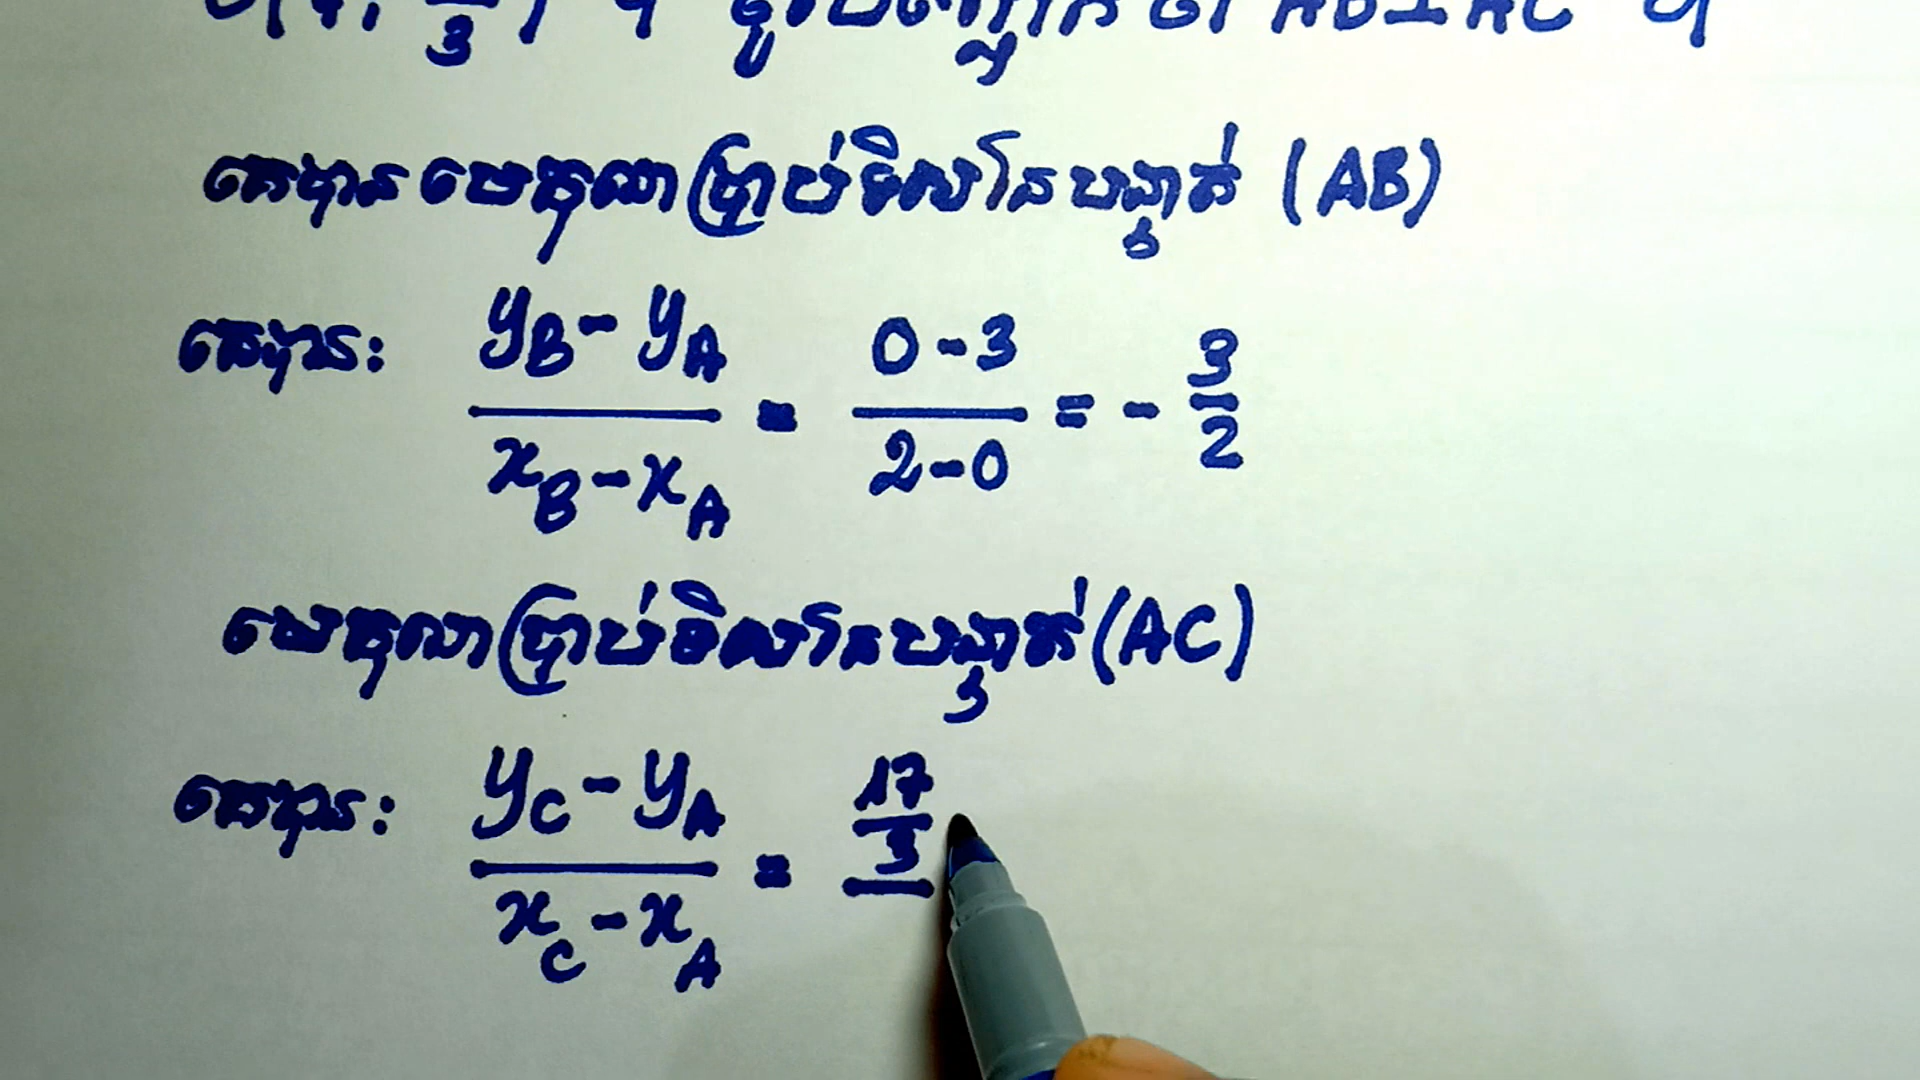 AB⊥AC ។
គេបានមេគុណប្រាប់ទិសនៃបន្ទាត់ (AB)
គេបាន: (y_B - y_A)/(x_B - x_A) = (0 - 3)/(2 - 0) = - 3/2
មេគុណប្រាប់ទិសនៃបន្ទាត់ (AC)
គេបាន: (y_C - y_A)/(x_C - x_A) = 17/3